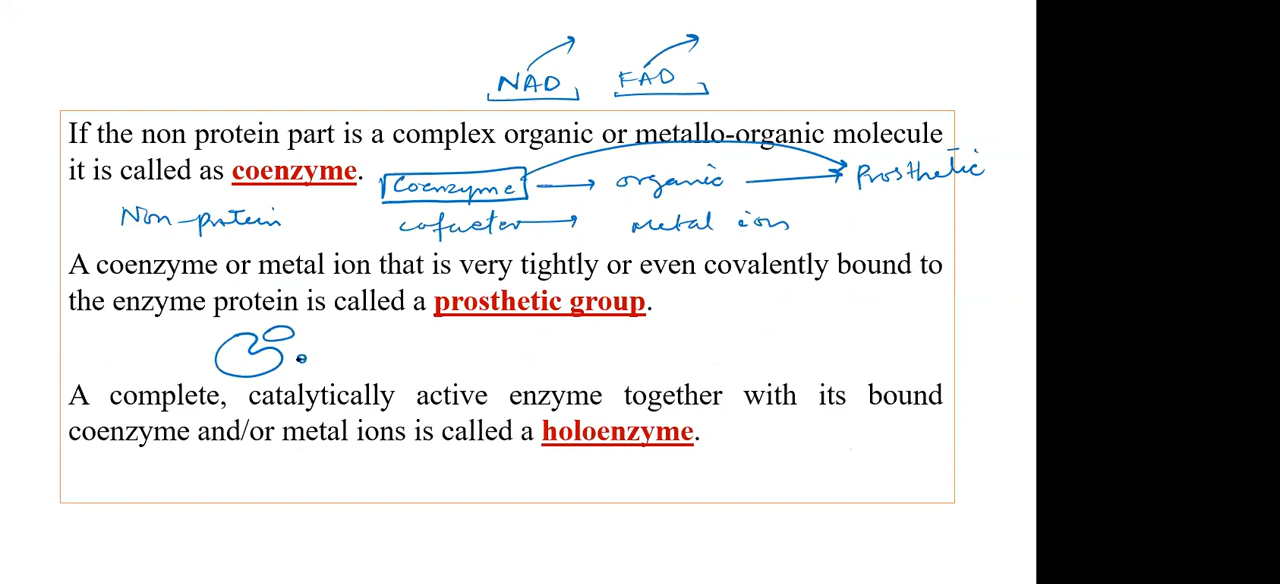 NAD FAD
If the non protein part is a complex organic or metallo-organic molecule
it is called as coenzyme. Coenzyme organic Prosthetic
Non-protein cofactor metal ions
A coenzyme or metal ion that is very tightly or even covalently bound to
the enzyme protein is called a prosthetic group.
A complete, catalytically active enzyme together with its bound
coenzyme and/or metal ions is called a holoenzyme.